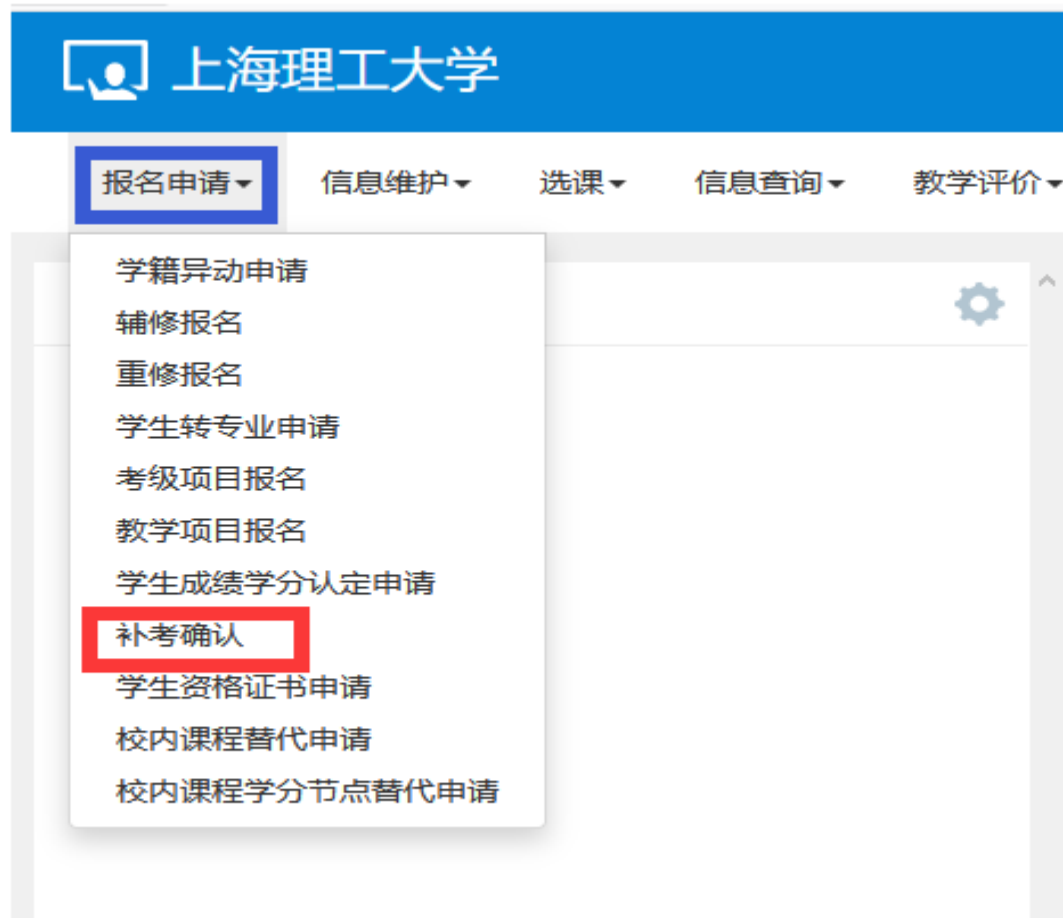 上海理工大学
报名申请 信息维护 选课 信息查询 教学评价
学籍异动申请
辅修报名
重修报名
学生转专业申请
考级项目报名
教学项目报名
学生成绩学分认定申请
补考确认
学生资格证书申请
校内课程替代申请
校内课程学分节点替代申请